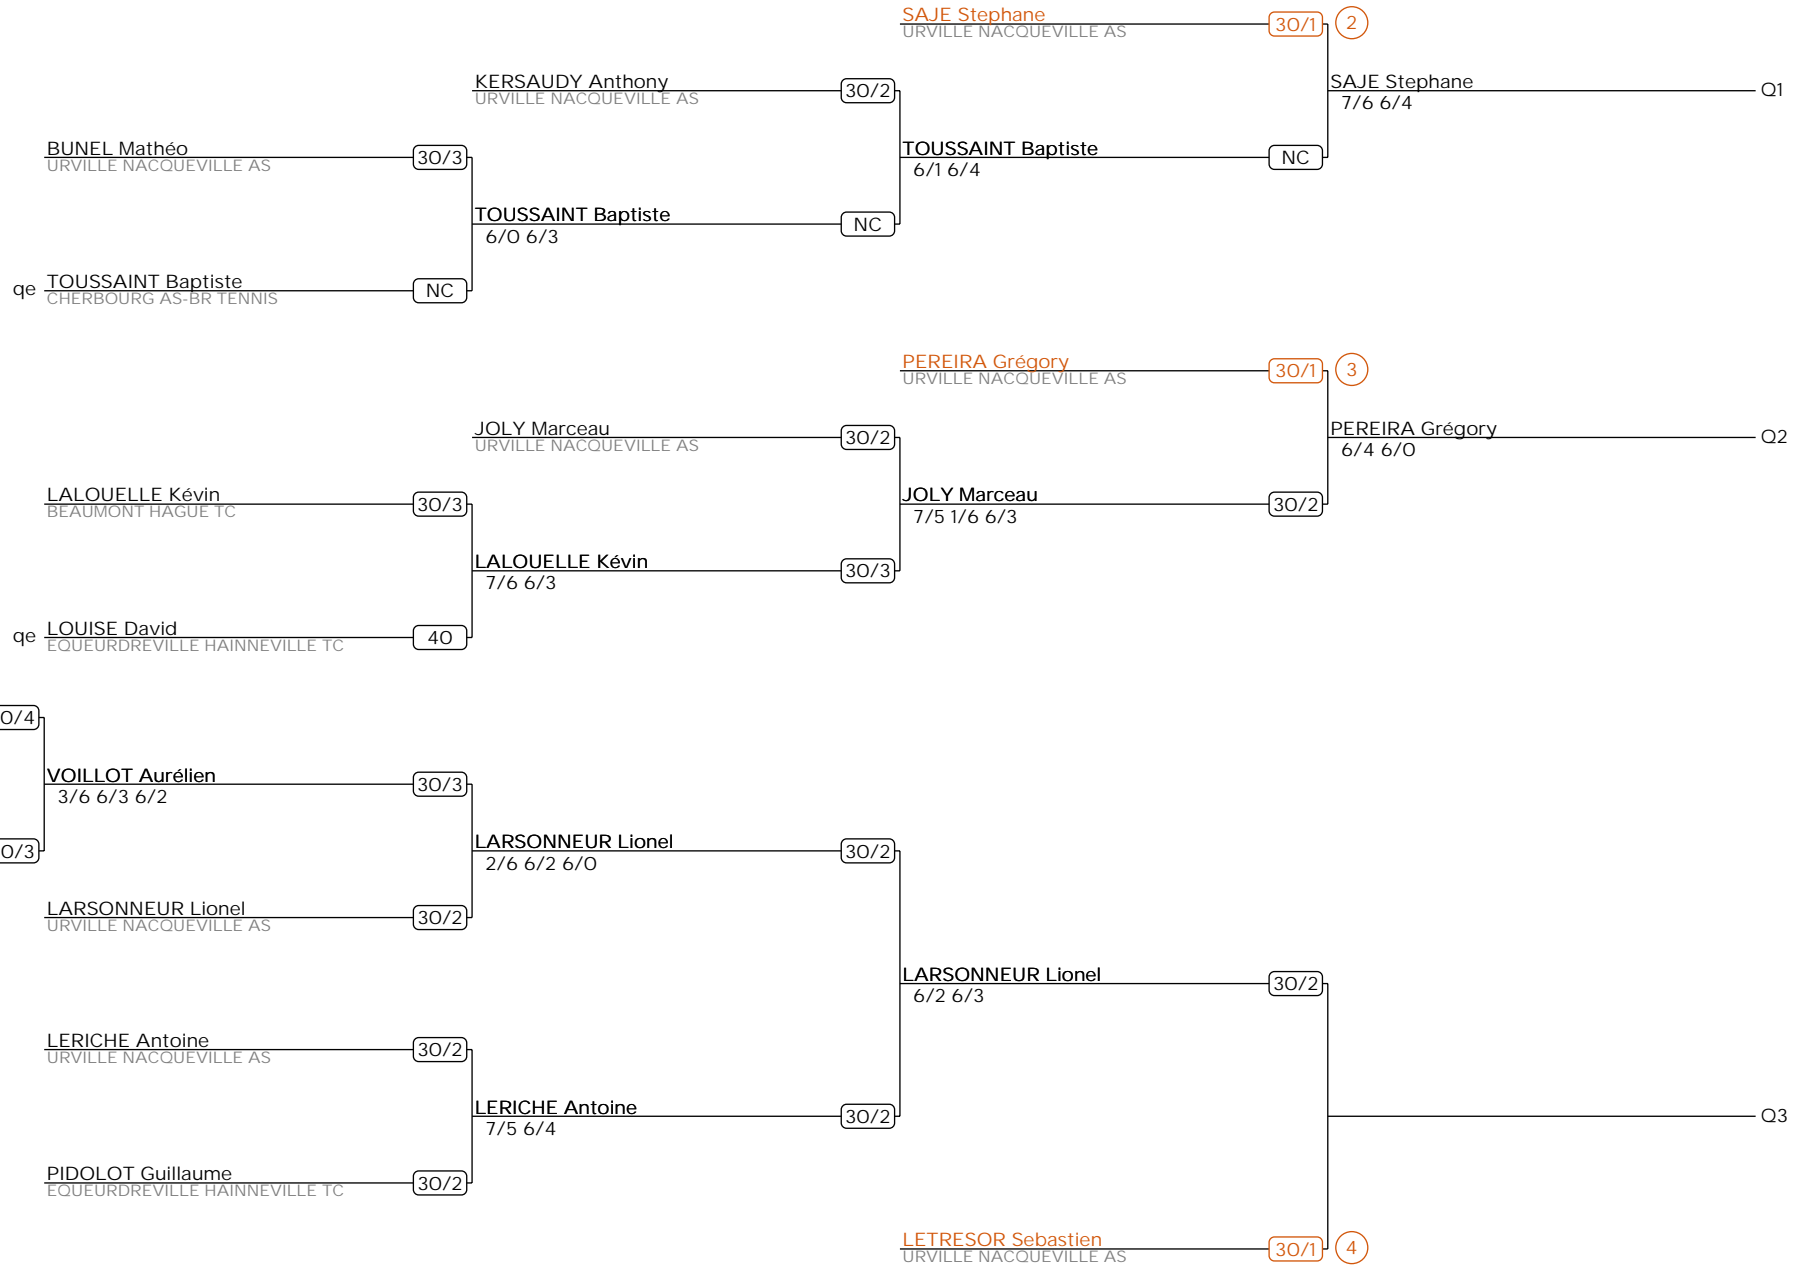 SAJE Stephane 30/1 2
URVILLE NACQUEVILLE AS
KERSAUDY Anthony 30/2
URVILLE NACQUEVILLE AS
SAJE Stephane Q1
7/6 6/4
BUNEL Mathéo 30/3
URVILLE NACQUEVILLE AS
TOUSSAINT Baptiste NC
6/1 6/4
TOUSSAINT Baptiste NC
6/0 6/3
qe TOUSSAINT Baptiste NC
CHERBOURG AS-BR TENNIS
PEREIRA Grégory 30/1 3
URVILLE NACQUEVILLE AS
JOLY Marceau 30/2
URVILLE NACQUEVILLE AS
PEREIRA Grégory Q2
6/4 6/0
LALOUELLE Kévin 30/3
BEAUMONT HAGUE TC
JOLY Marceau 30/2
7/5 1/6 6/3
LALOUELLE Kévin 30/3
7/6 6/3
qe LOUISE David 40
EQUEURDREVILLE HAINNEVILLE TC
0/4
VOILLOT Aurélien 30/3
3/6 6/3 6/2
0/3
LARSONNEUR Lionel 30/2
2/6 6/2 6/0
LARSONNEUR Lionel 30/2
URVILLE NACQUEVILLE AS
LARSONNEUR Lionel 30/2
6/2 6/3
LERICHE Antoine 30/2
URVILLE NACQUEVILLE AS
LERICHE Antoine 30/2
7/5 6/4
Q3
PIDOLOT Guillaume 30/2
EQUEURDREVILLE HAINNEVILLE TC
LETRESOR Sebastien 30/1 4
URVILLE NACQUEVILLE AS